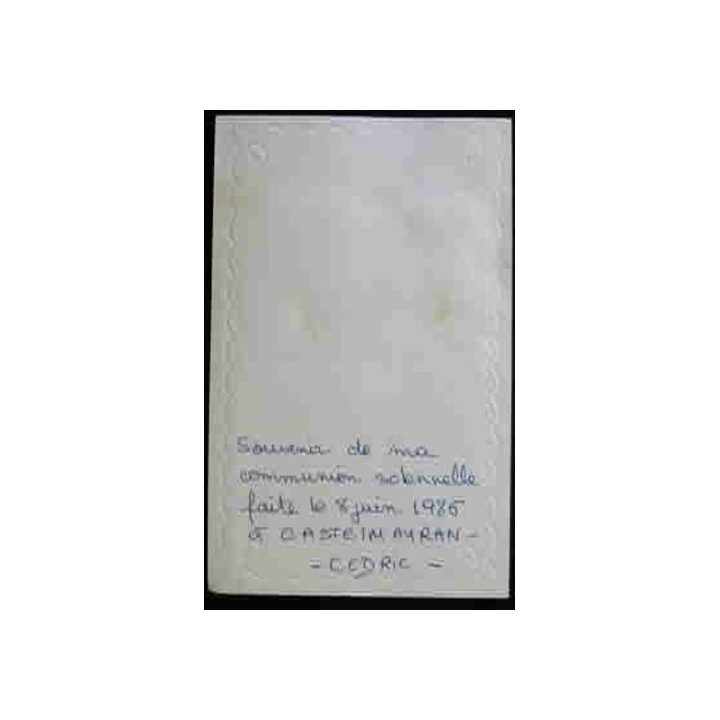 Souvenir de ma
communion solennelle
faite le 8 juin 1985
à CASTELMAYRAN -
= CEDRIC =